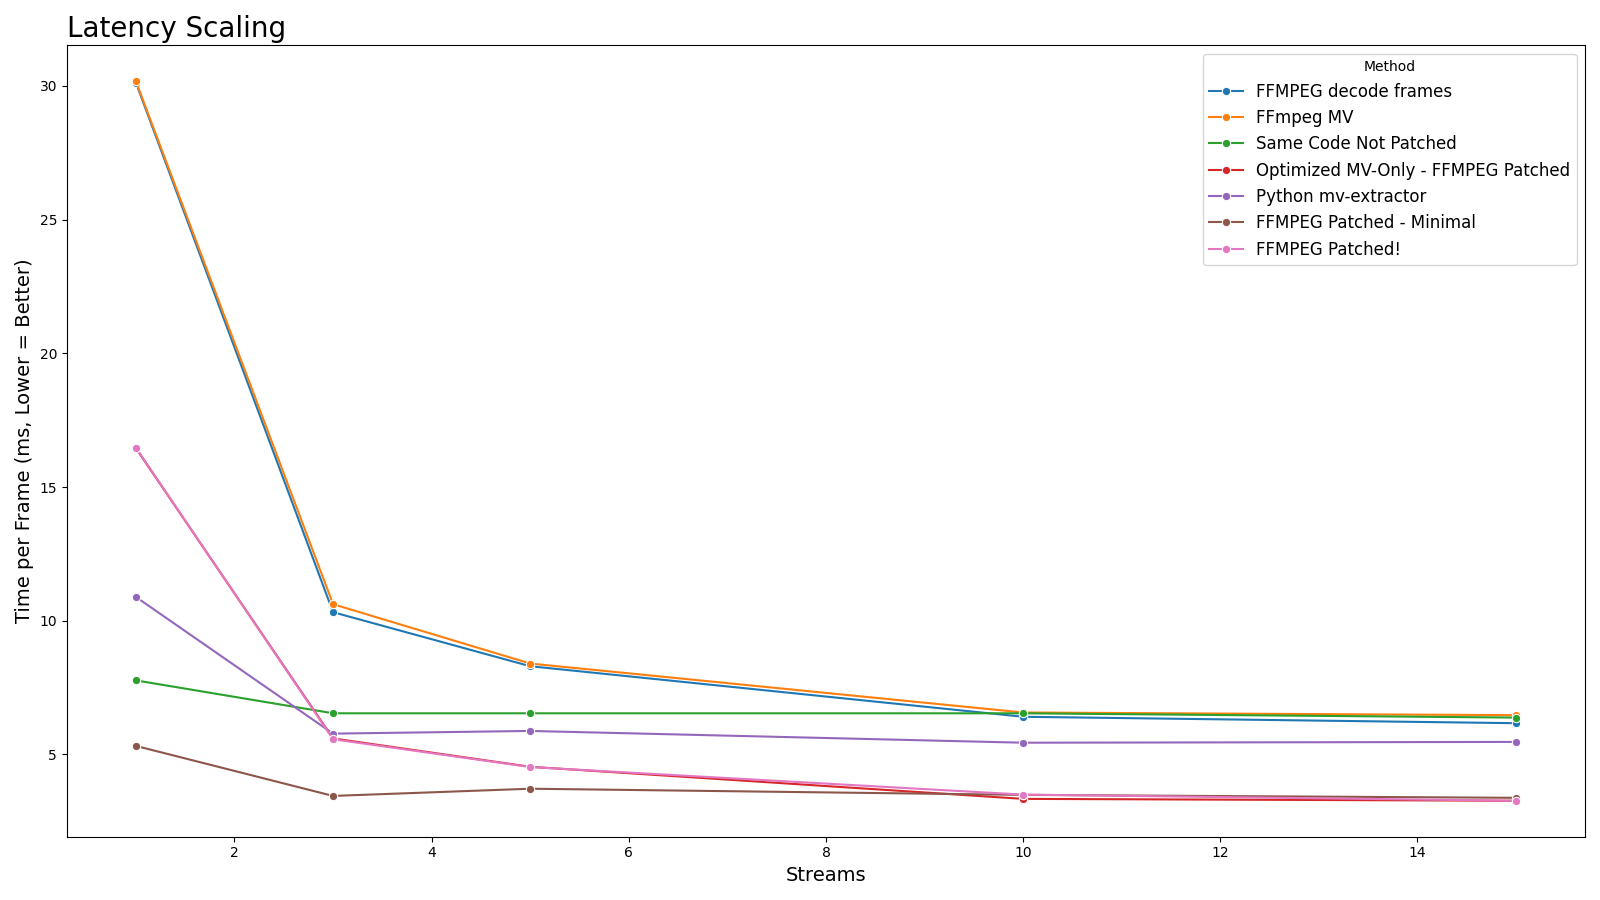 Latency Scaling
Method
FFMPEG decode frames
FFmpeg MV
Same Code Not Patched
Optimized MV-Only - FFMPEG Patched
Python mv-extractor
FFMPEG Patched - Minimal
FFMPEG Patched!
Time per Frame (ms, Lower = Better)
30
25
20
15
10
5
2
4
6
8
10
12
14
Streams